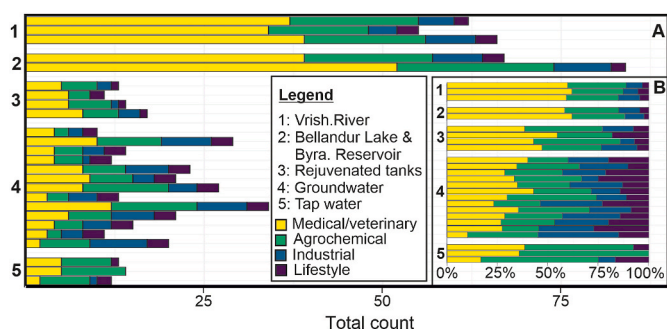 A
1
2
3
4
5
Legend
1: Vrish.River
2: Bellandur Lake &
Byra. Reservoir
3: Rejuvenated tanks
4: Groundwater
5: Tap water
Medical/veterinary
Agrochemical
Industrial
Lifestyle
B
1
2
3
4
5
0% 25% 50% 75% 100%
25 50 75
Total count